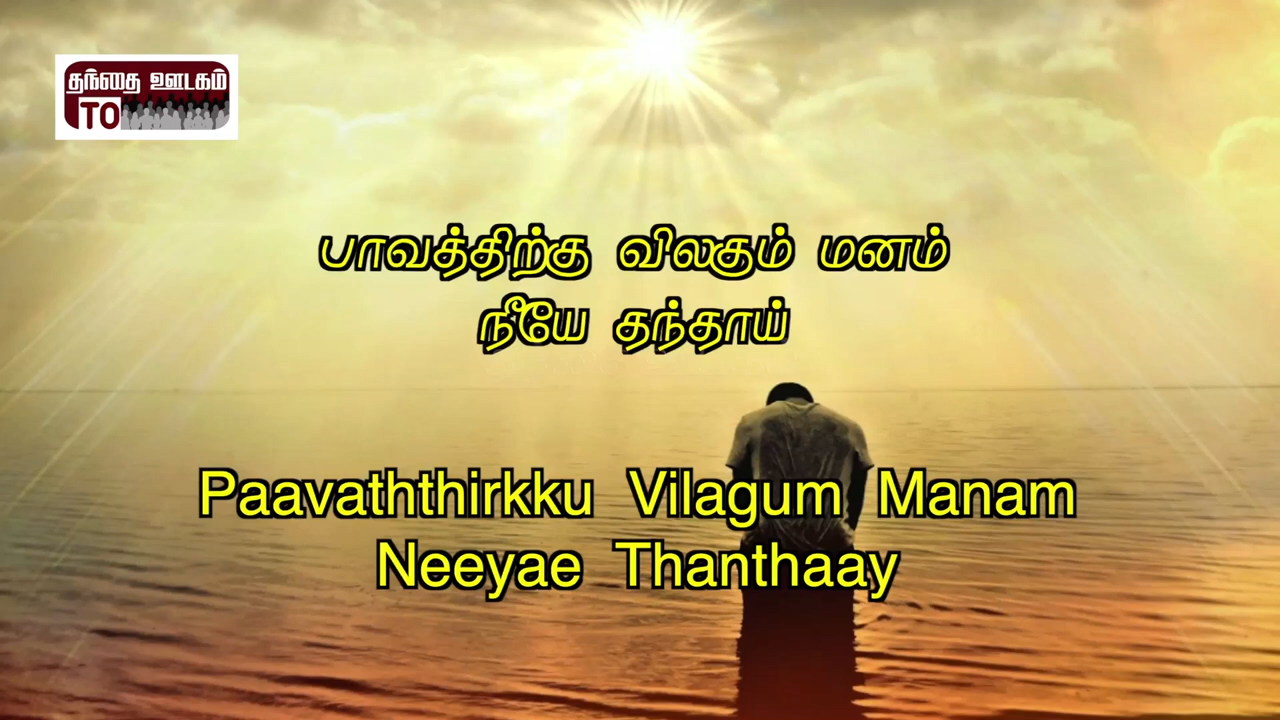 தந்தை ஊடகம்
TO
பாவத்திற்கு விலகும் மனம்
நீயே தந்தாய்
Paavaththirkku Vilagum Manam
Neeyae Thanthaay